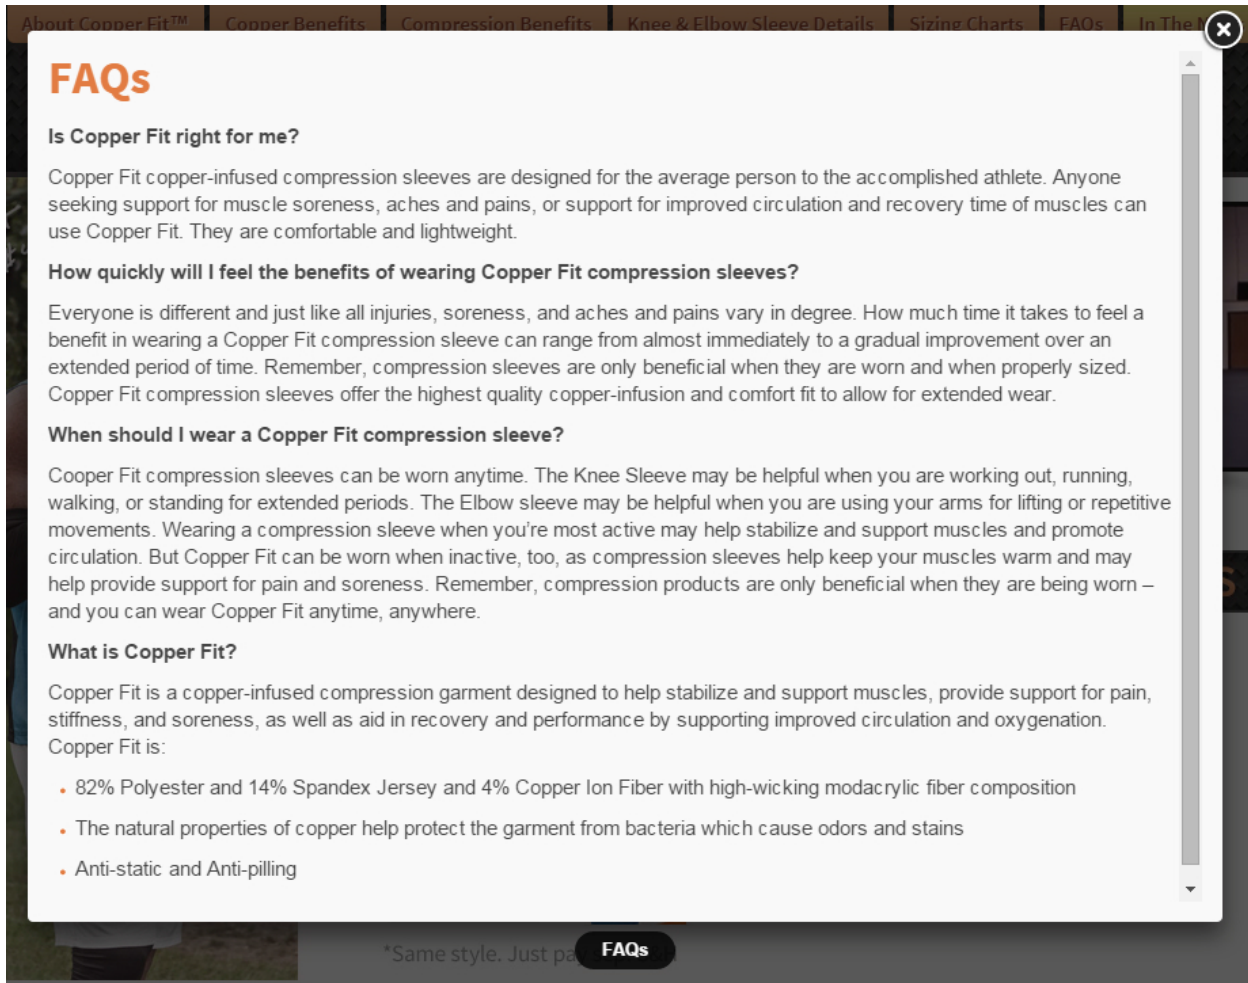 About Copper Fit™
Copper Benefits
Compression Benefits
Knee & Elbow Sleeve Details
Sizing Charts
FAQs
In The
FAQs
Is Copper Fit right for me?
Copper Fit copper-infused compression sleeves are designed for the average person to the accomplished athlete. Anyone
seeking support for muscle soreness, aches and pains, or support for improved circulation and recovery time of muscles can
use Copper Fit. They are comfortable and lightweight.
How quickly will I feel the benefits of wearing Copper Fit compression sleeves?
Everyone is different and just like all injuries, soreness, and aches and pains vary in degree. How much time it takes to feel a
benefit in wearing a Copper Fit compression sleeve can range from almost immediately to a gradual improvement over an
extended period of time. Remember, compression sleeves are only beneficial when they are worn and when properly sized.
Copper Fit compression sleeves offer the highest quality copper-infusion and comfort fit to allow for extended wear.
When should I wear a Copper Fit compression sleeve?
Cooper Fit compression sleeves can be worn anytime. The Knee Sleeve may be helpful when you are working out, running,
walking, or standing for extended periods. The Elbow sleeve may be helpful when you are using your arms for lifting or repetitive
movements. Wearing a compression sleeve when you’re most active may help stabilize and support muscles and promote
circulation. But Copper Fit can be worn when inactive, too, as compression sleeves help keep your muscles warm and may
help provide support for pain and soreness. Remember, compression products are only beneficial when they are being worn –
and you can wear Copper Fit anytime, anywhere.
What is Copper Fit?
Copper Fit is a copper-infused compression garment designed to help stabilize and support muscles, provide support for pain,
stiffness, and soreness, as well as aid in recovery and performance by supporting improved circulation and oxygenation.
Copper Fit is:
• 82% Polyester and 14% Spandex Jersey and 4% Copper Ion Fiber with high-wicking modacrylic fiber composition
• The natural properties of copper help protect the garment from bacteria which cause odors and stains
• Anti-static and Anti-pilling
*Same style. Just
FAQs